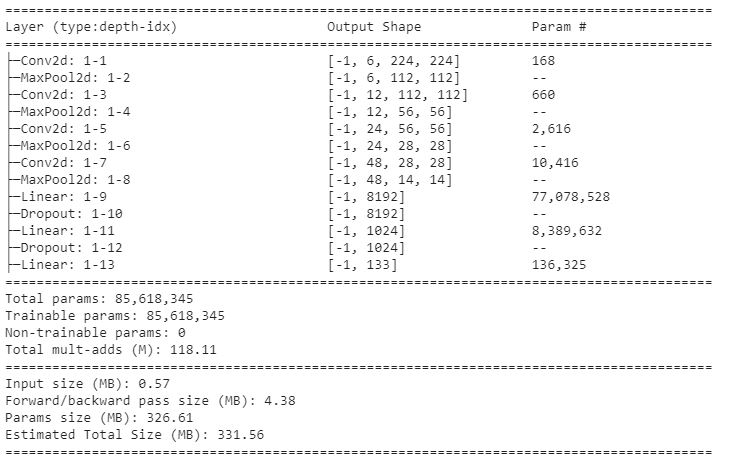 ==========================================================================================
Layer (type:depth-idx)                   Output Shape              Param #
==========================================================================================
├─Conv2d: 1-1                            [-1, 6, 224, 224]         168
├─MaxPool2d: 1-2                         [-1, 6, 112, 112]         --
├─Conv2d: 1-3                            [-1, 12, 112, 112]        660
├─MaxPool2d: 1-4                         [-1, 12, 56, 56]          --
├─Conv2d: 1-5                            [-1, 24, 56, 56]          2,616
├─MaxPool2d: 1-6                         [-1, 24, 28, 28]          --
├─Conv2d: 1-7                            [-1, 48, 28, 28]          10,416
├─MaxPool2d: 1-8                         [-1, 48, 14, 14]          --
├─Linear: 1-9                            [-1, 8192]                77,078,528
├─Dropout: 1-10                          [-1, 8192]                --
├─Linear: 1-11                           [-1, 1024]                8,389,632
├─Dropout: 1-12                          [-1, 1024]                --
├─Linear: 1-13                           [-1, 133]                 136,325
==========================================================================================
Total params: 85,618,345
Trainable params: 85,618,345
Non-trainable params: 0
Total mult-adds (M): 118.11
==========================================================================================
Input size (MB): 0.57
Forward/backward pass size (MB): 4.38
Params size (MB): 326.61
Estimated Total Size (MB): 331.56
==========================================================================================